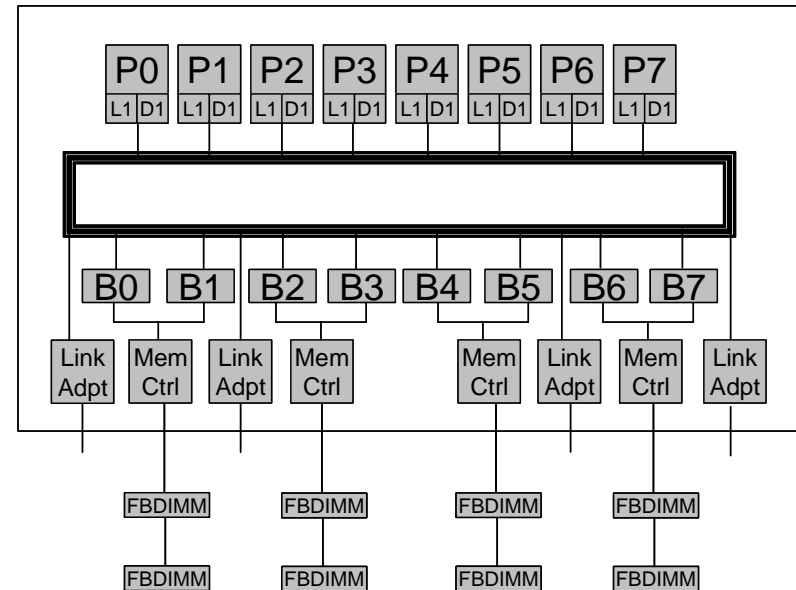 P0 P1 P2 P3 P4 P5 P6 P7
L1 D1 L1 D1 L1 D1 L1 D1 L1 D1 L1 D1 L1 D1 L1 D1
B0 B1 B2 B3 B4 B5 B6 B7
Link Mem Link Mem Mem Link Mem Link
Adpt Ctrl Adpt Ctrl Ctrl Adpt Ctrl Adpt
FBDIMM FBDIMM FBDIMM FBDIMM
FBDIMM FBDIMM FBDIMM FBDIMM